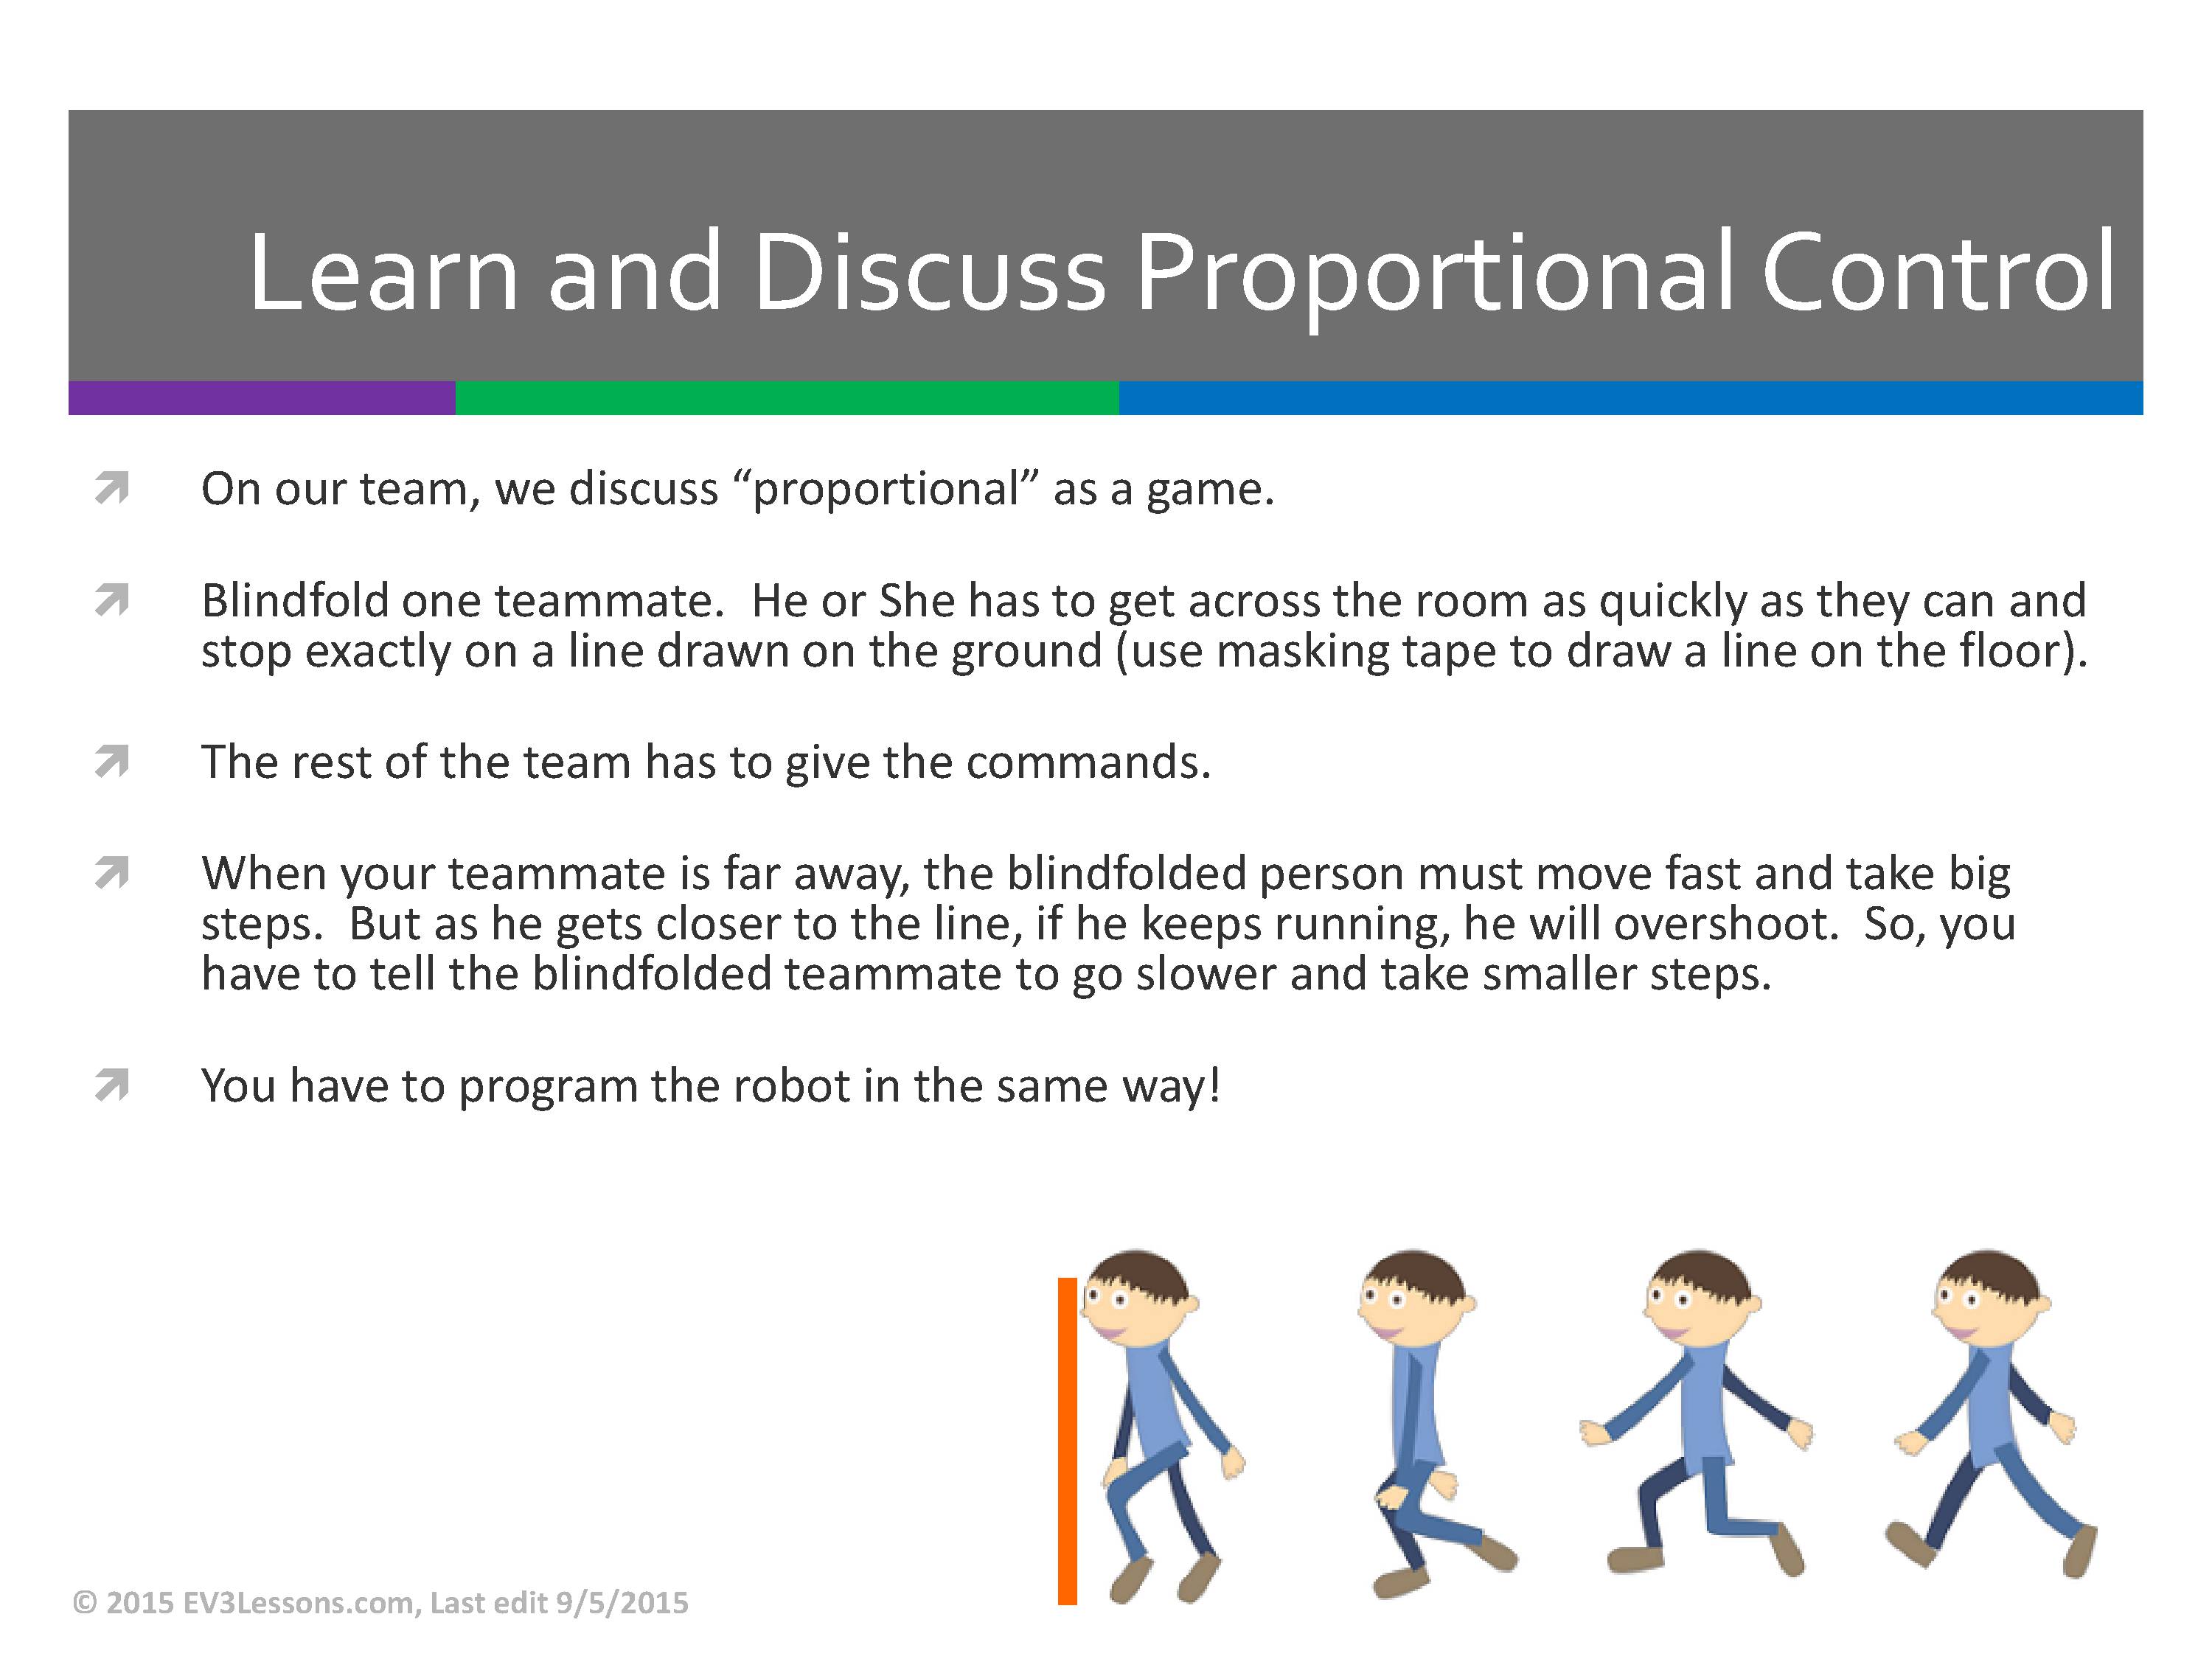 Learn and Discuss Proportional Control
On our team, we discuss “proportional” as a game.
Blindfold one teammate.  He or She has to get across the room as quickly as they can and
stop exactly on a line drawn on the ground (use masking tape to draw a line on the floor).
The rest of the team has to give the commands.
When your teammate is far away, the blindfolded person must move fast and take big
steps.  But as he gets closer to the line, if he keeps running, he will overshoot.  So, you
have to tell the blindfolded teammate to go slower and take smaller steps.
You have to program the robot in the same way!
© 2015 EV3Lessons.com, Last edit 9/5/2015